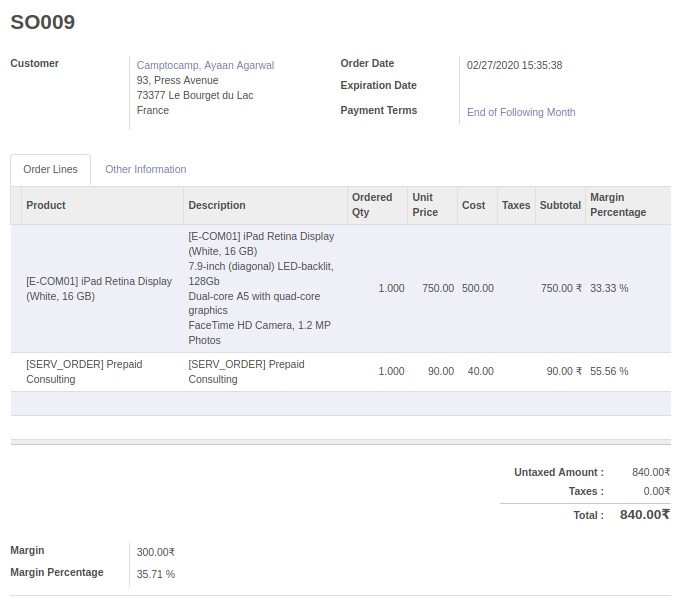 SO009
Customer
Camptocamp, Ayaan Agarwal
93, Press Avenue
73377 Le Bourget du Lac
France
Order Date
02/27/2020 15:35:38
Expiration Date
Payment Terms
End of Following Month
Order Lines
Other Information
Product
Description
Ordered
Qty
Unit
Price
Cost
Taxes
Subtotal
Margin
Percentage
[E-COM01] iPad Retina Display
(White, 16 GB)
[E-COM01] iPad Retina Display
(White, 16 GB)
7.9-inch (diagonal) LED-backlit,
128Gb
Dual-core A5 with quad-core
graphics
FaceTime HD Camera, 1.2 MP
Photos
1.000
750.00
500.00
750.00 ₹
33.33 %
[SERV_ORDER] Prepaid
Consulting
[SERV_ORDER] Prepaid
Consulting
1.000
90.00
40.00
90.00 ₹
55.56 %
Untaxed Amount :
840.00₹
Taxes :
0.00₹
Total :
840.00₹
Margin
300.00₹
Margin Percentage
35.71 %